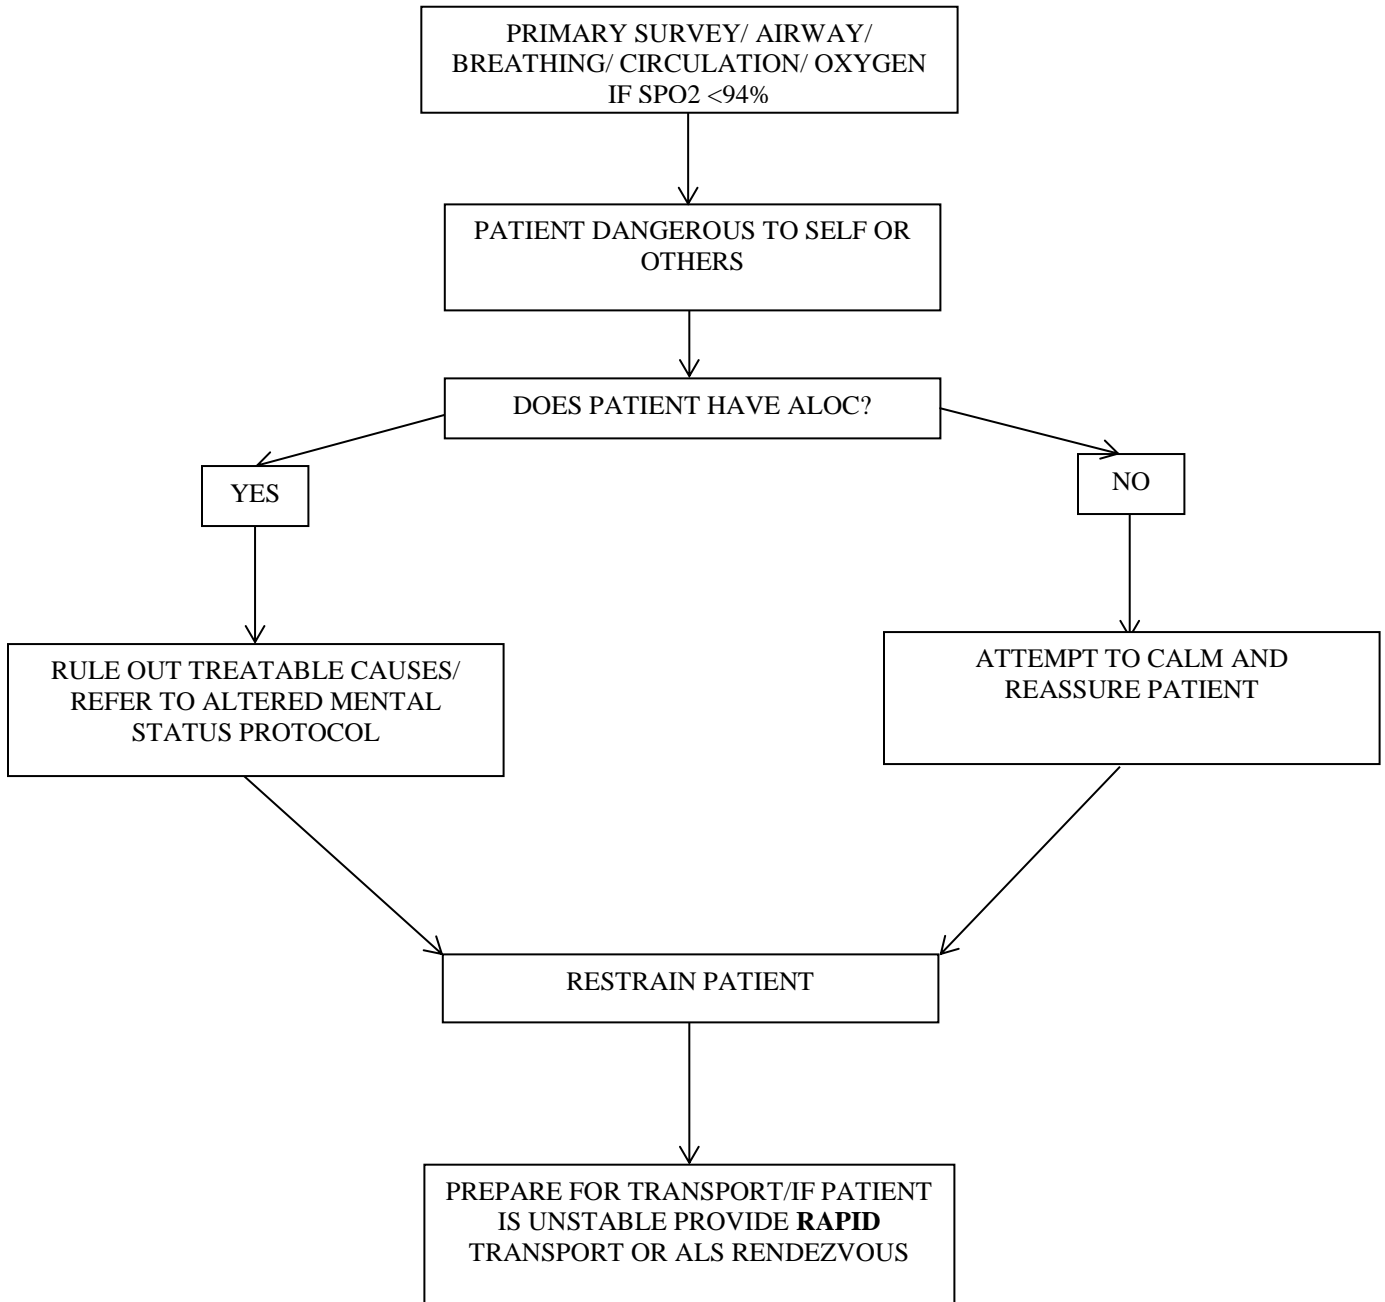 PRIMARY SURVEY/ AIRWAY/
BREATHING/ CIRCULATION/ OXYGEN
IF SPO2 <94%
PATIENT DANGEROUS TO SELF OR
OTHERS
DOES PATIENT HAVE ALOC?
YES
NO
RULE OUT TREATABLE CAUSES/
REFER TO ALTERED MENTAL
STATUS PROTOCOL
ATTEMPT TO CALM AND
REASSURE PATIENT
RESTRAIN PATIENT
PREPARE FOR TRANSPORT/IF PATIENT
IS UNSTABLE PROVIDE RAPID
TRANSPORT OR ALS RENDEZVOUS